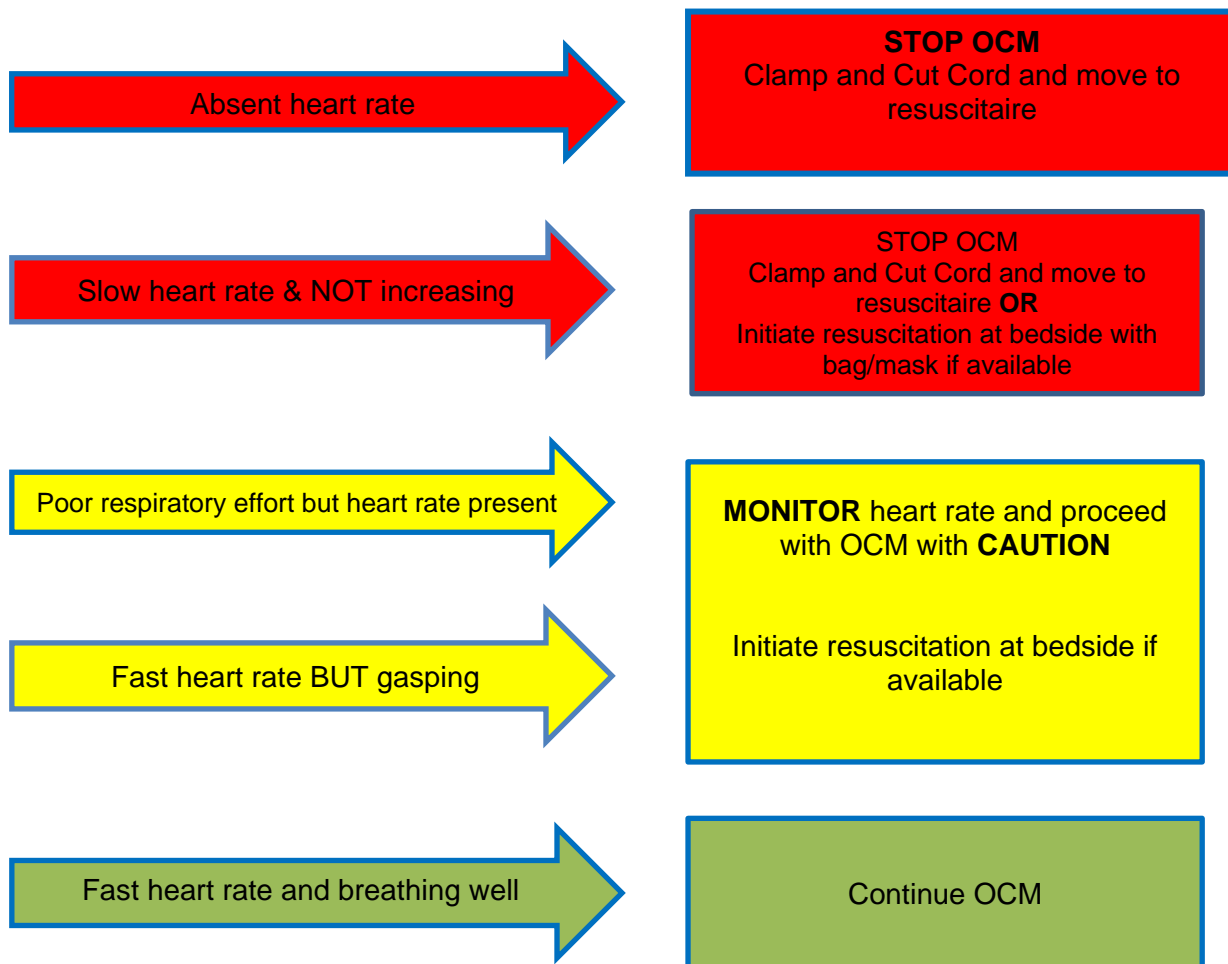 Absent heart rate
STOP OCM
Clamp and Cut Cord and move to
resuscitaire
Slow heart rate & NOT increasing
STOP OCM
Clamp and Cut Cord and move to
resuscitaire OR
Initiate resuscitation at bedside with
bag/mask if available
Poor respiratory effort but heart rate present
Fast heart rate BUT gasping
MONITOR heart rate and proceed
with OCM with CAUTION
Initiate resuscitation at bedside if
available
Fast heart rate and breathing well
Continue OCM